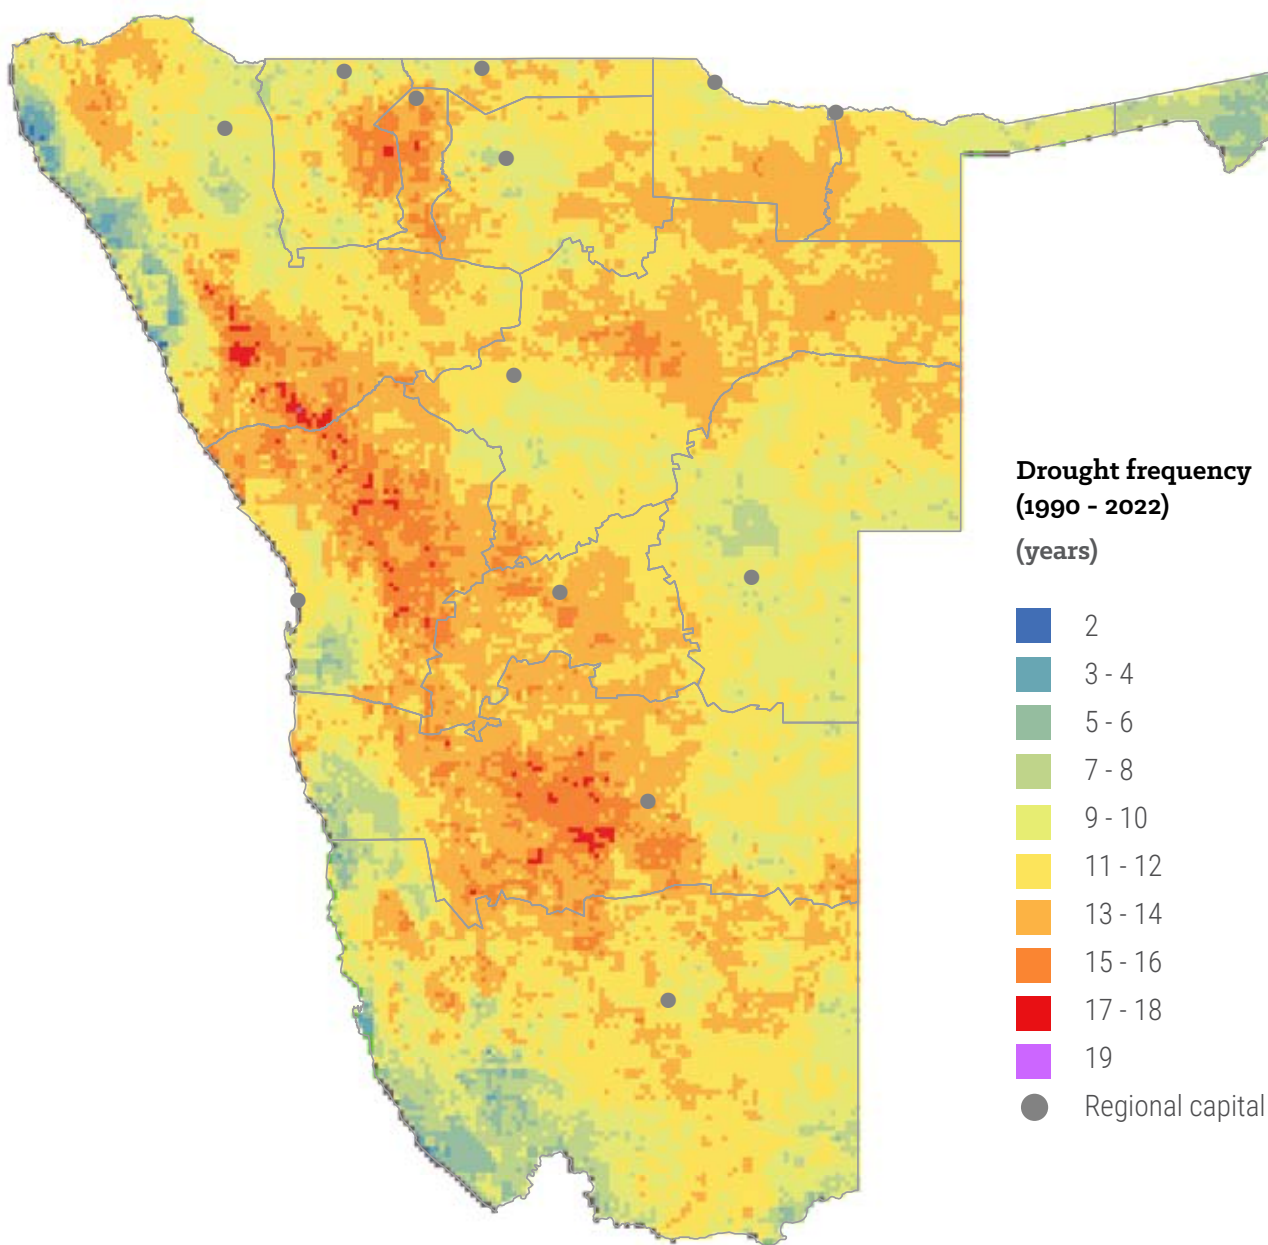 Drought frequency
(1990 - 2022)
(years)
2
3 - 4
5 - 6
7 - 8
9 - 10
11 - 12
13 - 14
15 - 16
17 - 18
19
Regional capital